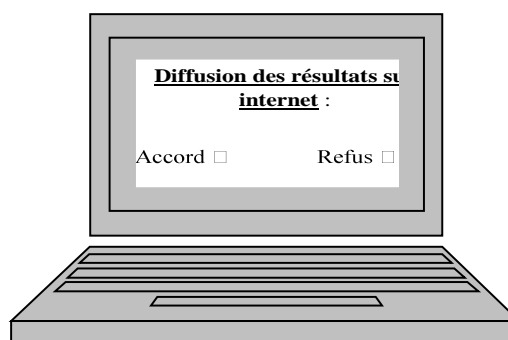 Diffusion des résultats su
internet :
Accord □ Refus □